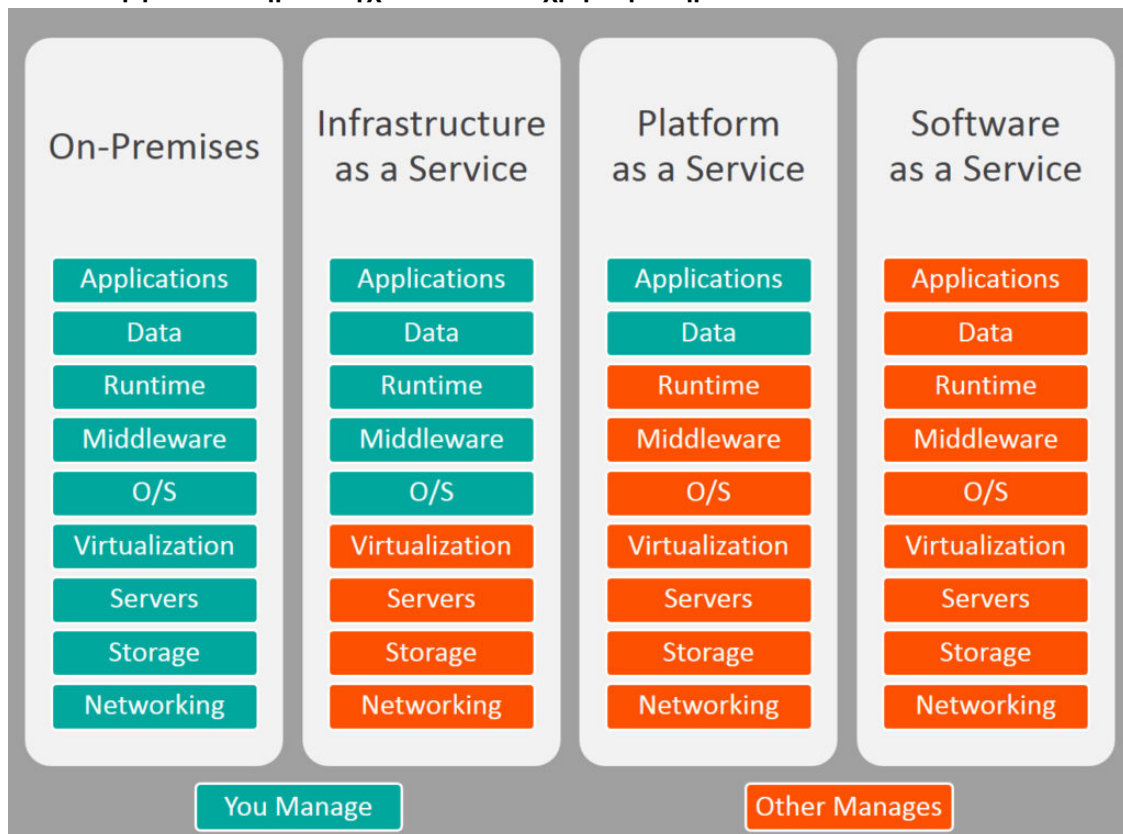 On-Premises
Infrastructure
as a Service
Platform
as a Service
Software
as a Service
Applications
Data
Runtime
Middleware
O/S
Virtualization
Servers
Storage
Networking
Applications
Data
Runtime
Middleware
O/S
Virtualization
Servers
Storage
Networking
Applications
Data
Runtime
Middleware
O/S
Virtualization
Servers
Storage
Networking
Applications
Data
Runtime
Middleware
O/S
Virtualization
Servers
Storage
Networking
You Manage
Other Manages